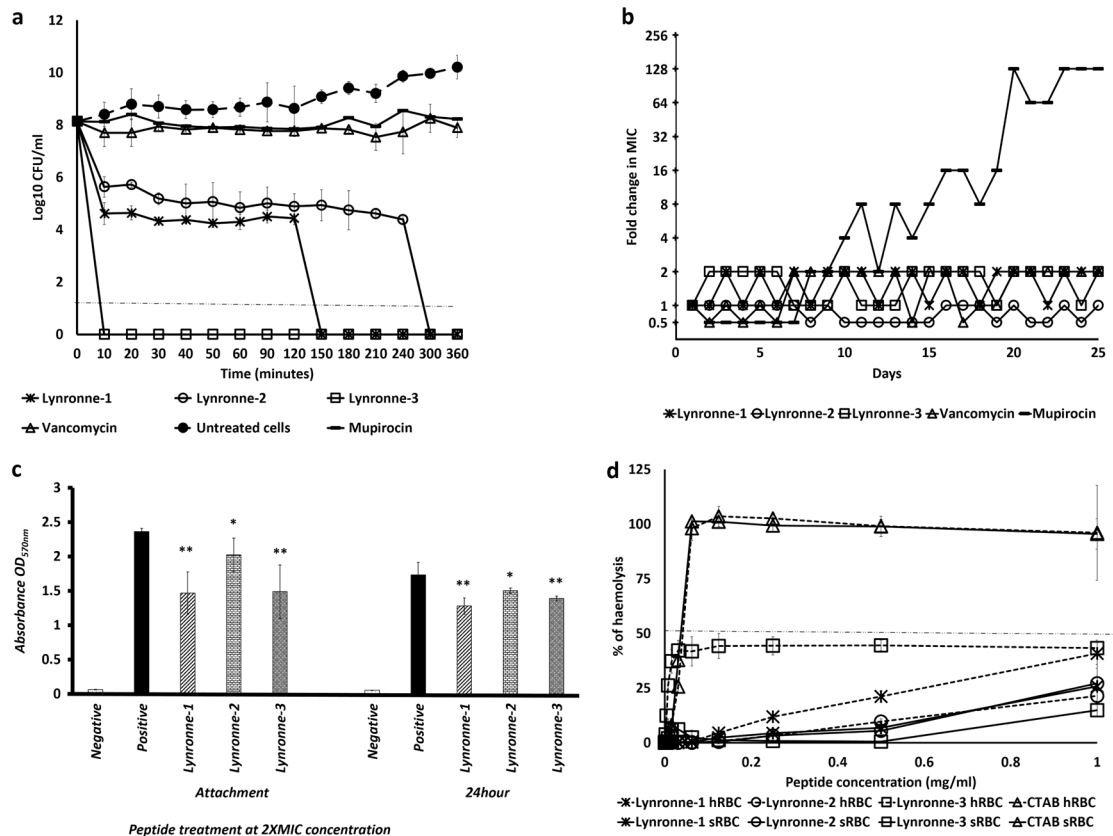 a
12
10
8
6
4
2
0
Log10 CFU/ml
0 10 20 30 40 50 60 90 120 150 180 210 240 300 360
Time (minutes)
Lynronne-1 Lynronne-2 Lynronne-3
Vancomycin Untreated cells Mupirocin
b
256
128
64
32
16
8
4
2
1
0.5
Fold change in MIC
0 5 10 15 20 25
Days
Lynronne-1 Lynronne-2 Lynronne-3 Vancomycin Mupirocin
c
3
2.5
2
1.5
1
0.5
0
Absorbance OD570nm
** * ** ** * **
Negative Positive Lynronne-1 Lynronne-2 Lynronne-3 Negative Positive Lynronne-1 Lynronne-2 Lynronne-3
Attachment 24hour
Peptide treatment at 2XMIC concentration
d
125
100
75
50
25
0
% of haemolysis
0 0.2 0.4 0.6 0.8 1
Peptide concentration (mg/ml)
Lynronne-1 hRBC Lynronne-2 hRBC Lynronne-3 hRBC CTAB hRBC
Lynronne-1 sRBC Lynronne-2 sRBC Lynronne-3 sRBC CTAB sRBC